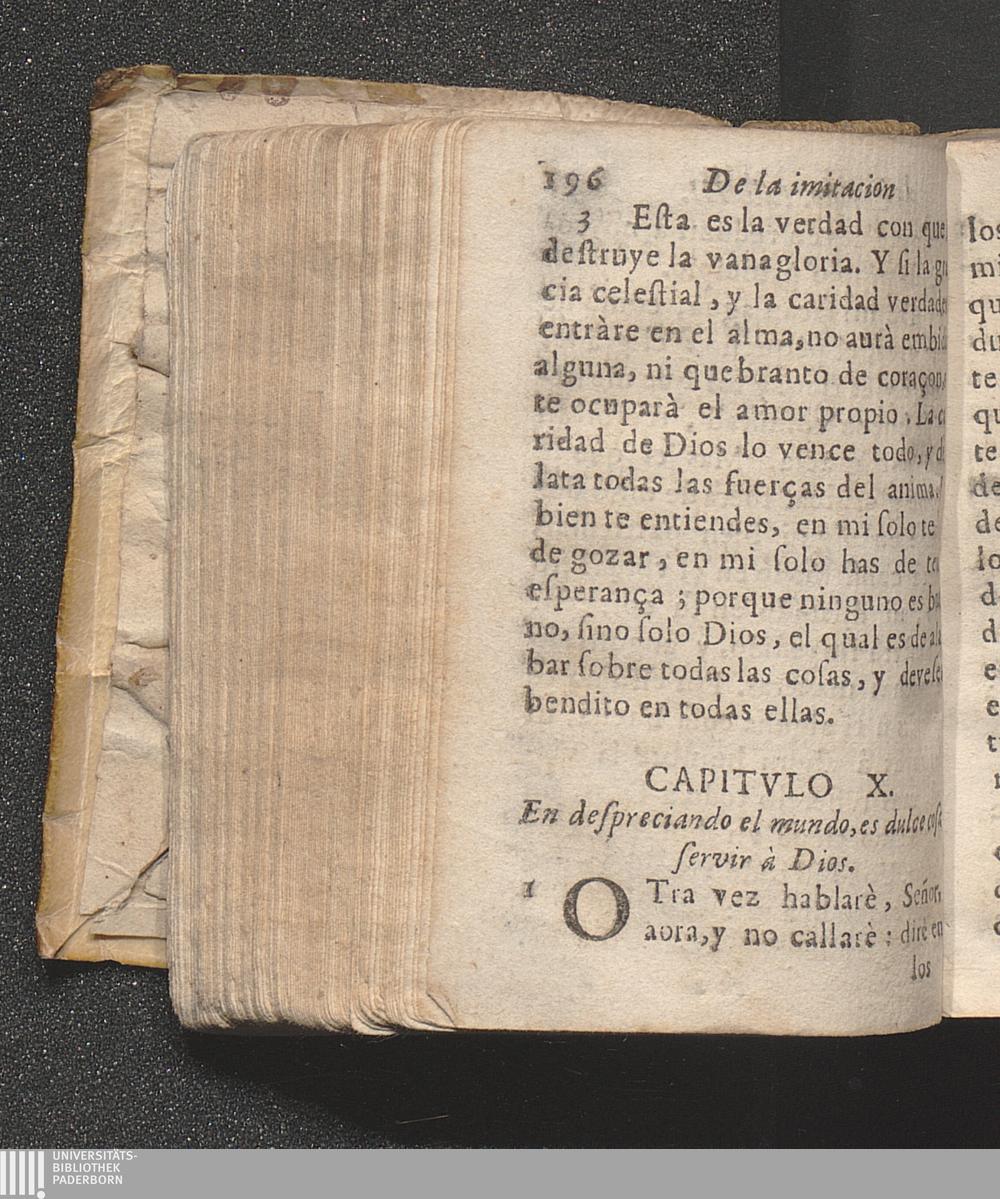 196 De la imitacion
3 Eſta es la verdad con que
deſtruye la vanagloria. Y ſi la
cia celeſtial, y la caridad
entràre en el alma, no aurà
alguna, ni quebranto de coraçon,
te ocuparà el amor propio. La
ridad de Dios lo vence todo, y
lata todas las fuerças del anima.
bien te entiendes, en mi ſolo te
de gozar, en mi ſolo has de
eſperança; porque ninguno es
no, ſino ſolo Dios, el qual es de
bar ſobre todas las coſas, y
bendito en todas ellas.
CAPITVLO X.
En deſpreciando el mundo, es dulce coſa
ſervir à Dios.
1 OTra vez hablarè, Señor,
aora, y no callarè: dirè en
los
UNIVERSITÄTS-
BIBLIOTHEK
PADERBORN